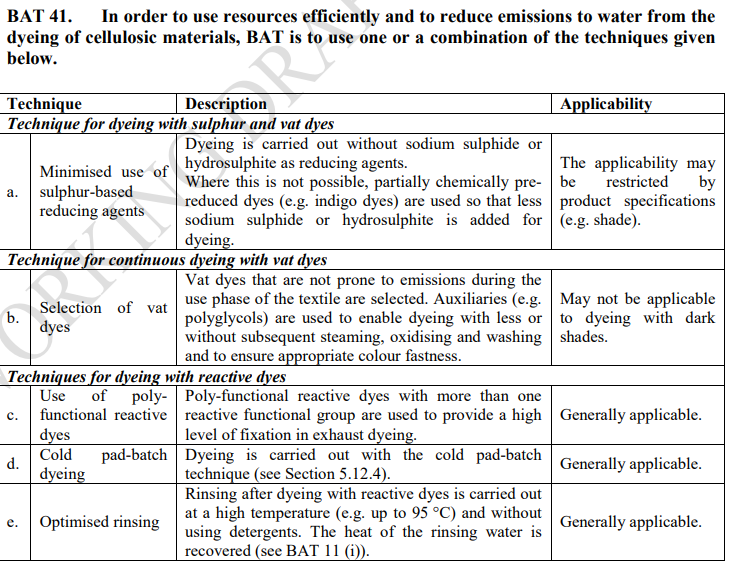 BAT 41. In order to use resources efficiently and to reduce emissions to water from the
dyeing of cellulosic materials, BAT is to use one or a combination of the techniques given
below.
Technique Description Applicability
Technique for dyeing with sulphur and vat dyes
a.
Minimised use of
sulphur-based
reducing agents
Dyeing is carried out without sodium sulphide or
hydrosulphite as reducing agents.
Where this is not possible, partially chemically pre-
reduced dyes (e.g. indigo dyes) are used so that less
sodium sulphide or hydrosulphite is added for
dyeing.
The applicability may
be restricted by
product specifications
(e.g. shade).
Technique for continuous dyeing with vat dyes
b.
Selection of vat
dyes
Vat dyes that are not prone to emissions during the
use phase of the textile are selected. Auxiliaries (e.g.
polyglycols) are used to enable dyeing with less or
without subsequent steaming, oxidising and washing
and to ensure appropriate colour fastness.
May not be applicable
to dyeing with dark
shades.
Techniques for dyeing with reactive dyes
c.
Use of poly-
functional reactive
dyes
Poly-functional reactive dyes with more than one
reactive functional group are used to provide a high
level of fixation in exhaust dyeing.
Generally applicable.
d.
Cold pad-batch
dyeing
Dyeing is carried out with the cold pad-batch
technique (see Section 5.12.4).
Generally applicable.
e.
Optimised rinsing
Rinsing after dyeing with reactive dyes is carried out
at a high temperature (e.g. up to 95 °C) and without
using detergents. The heat of the rinsing water is
recovered (see BAT 11 (i)).
Generally applicable.
ORKING DRA